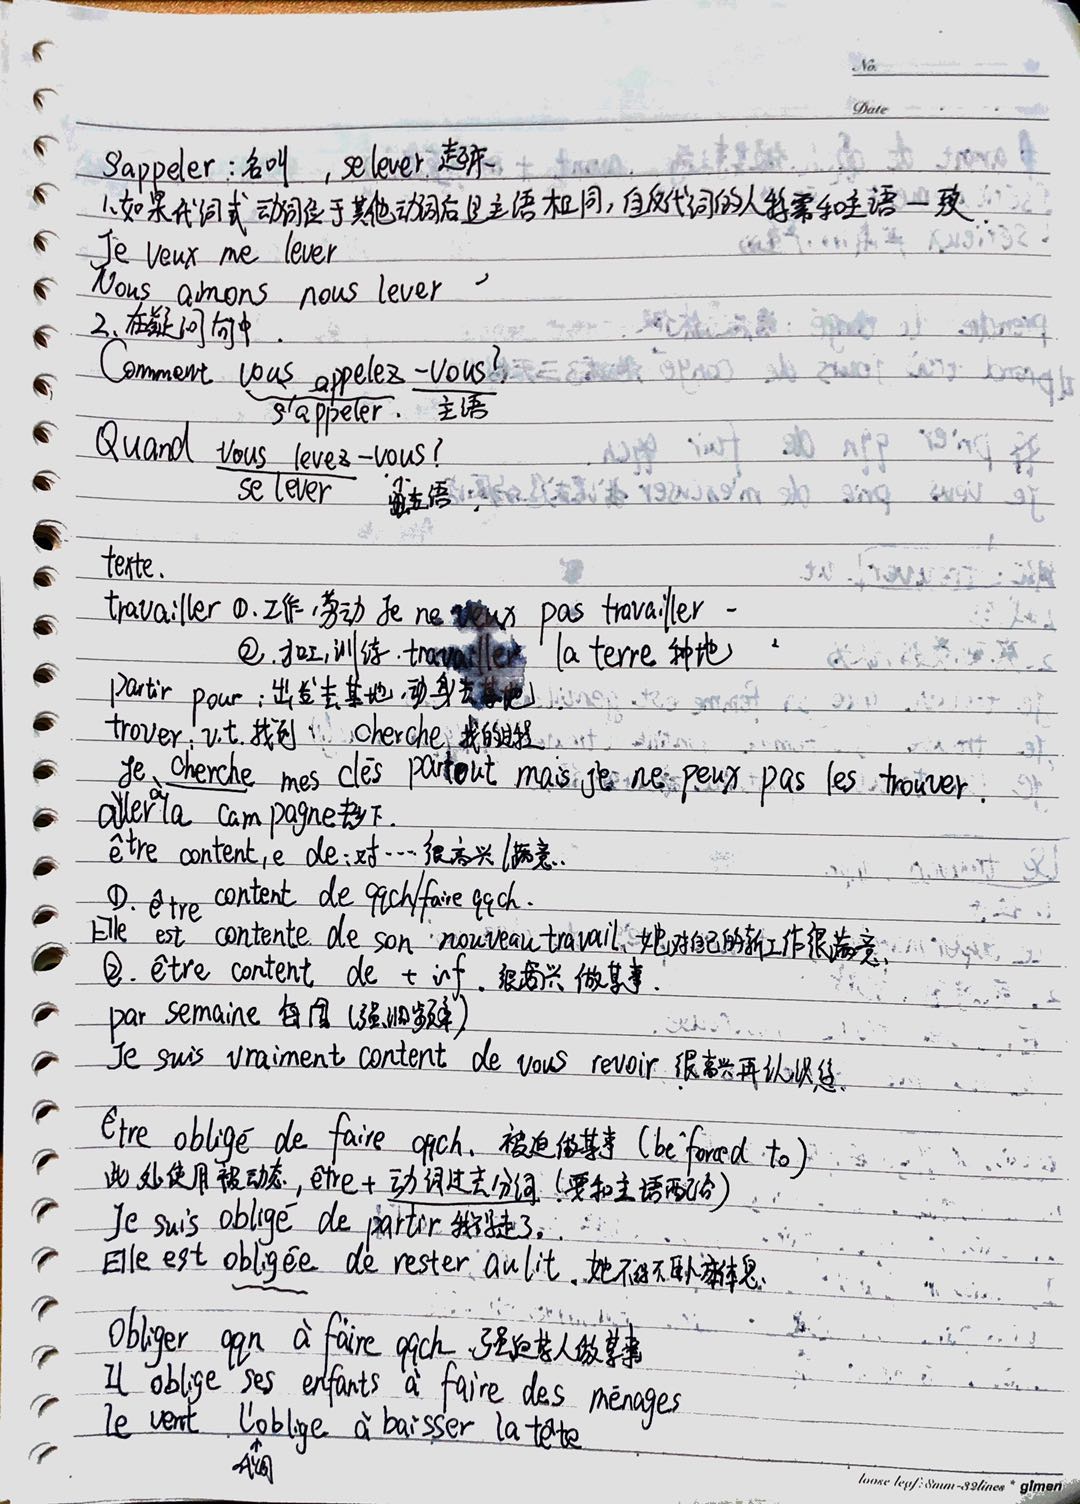 No.
Date
S'appeler：名叫 , se lever 起床
1.如果代词式动词位于其他动词后且主语相同,自反代词的人称需和主语一致
Je veux me lever
Nous aimons nous lever
2、在疑问句中
Comment vous appelez -vous?
s'appeler. 主语
Quand vous levez -vous?
se lever 主语
texte.
travailler ①.工作,劳动 Je ne veux pas travailler
②.加工,训练. travailler la terre 种地
partir pour：出发去某地,动身去某地
trover v.t. 找到 cherche 找的过程
Je cherche mes clés partout mais je ne peux pas les trouver.
aller à la campagne 去乡下.
être content,e de：对…很高兴/满意.
①. être content de qqch/faire qqch.
Elle est contente de son nouveau travail、她对自己的新工作很满意.
②. être content de + inf. 很高兴做某事.
par semaine 每周 (强调频率)
Je suis vraiment content de vous revoir 很高兴再认识您.
Être obligé de faire qqch. 被迫做某事 (be forced to)
此处使用被动态, être + 动词过去分词 (要和主语配合)
Je suis obligé de partir 我得走了.
Elle est obligée de rester au lit. 她不得不卧床休息.
Obliger qqn à faire qqch 强迫某人做某事
Il oblige ses enfants à faire des ménages
le vent l'oblige à baisser la tête
代词
loose leaf: 8mm-32lines * glmen